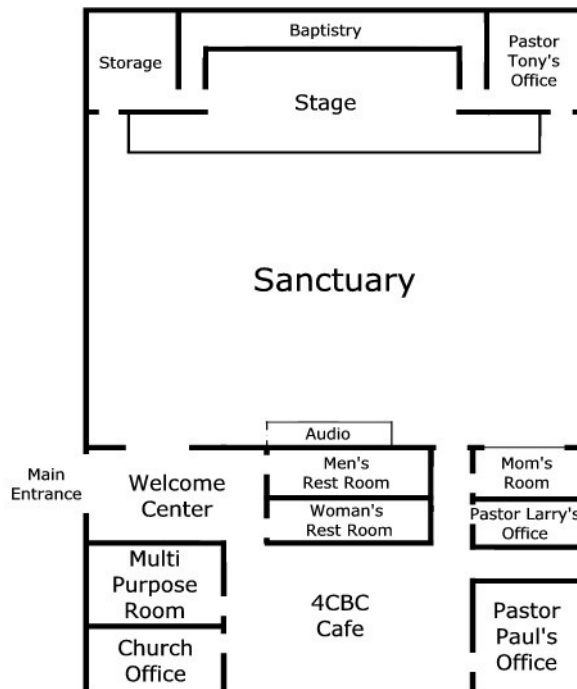 Baptistry
Storage
Pastor
Tony's
Office
Stage
Sanctuary
Audio
Main
Entrance
Welcome
Center
Men's
Rest Room
Mom's
Room
Woman's
Rest Room
Pastor Larry's
Office
Multi
Purpose
Room
4CBC
Cafe
Pastor
Paul's
Office
Church
Office